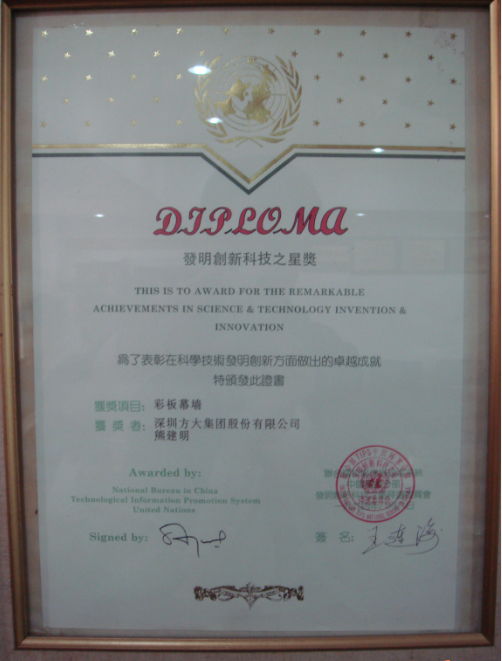 DIPLOMA
發明創新科技之星獎
THIS IS TO AWARD FOR THE REMARKABLE
ACHIEVEMENTS IN SCIENCE & TECHNOLOGY INVENTION &
INNOVATION
為了表彰在科學技術發明創新方面做出的卓越成就
特頒發此證書
獲獎項目: 彩板幕墙
獲獎者: 深圳方大集团股份有限公司
熊建明
Awarded by:
National Bureau in China
Technological Information Promotion System
United Nations
Signed by:
簽名: 王连海